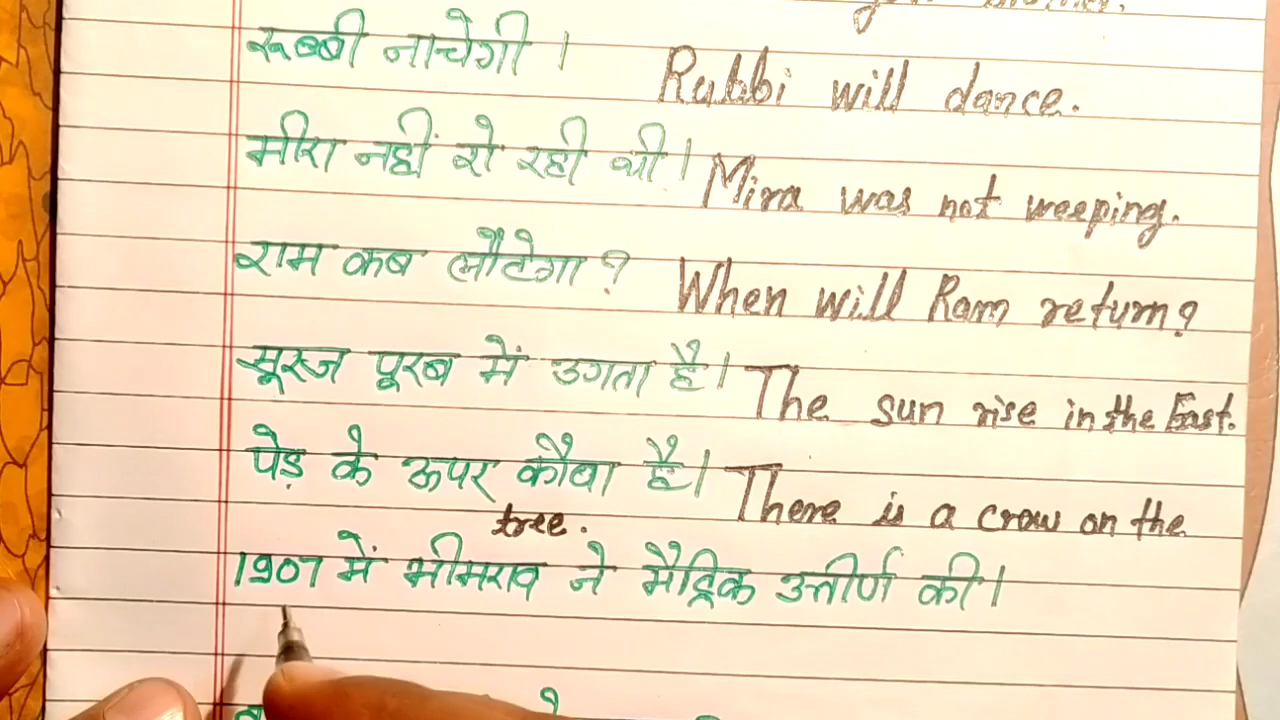 रूब्बी नाचेगी। Rubbi will dance.
मीरा नहीं रो रही थी। Mira was not weeping.
राम कब लौटेगा? When will Ram return?
सूरज पूरब में उगता है। The sun rise in the East.
पेड़ के ऊपर कौवा है। There is a crow on the
tree.
1907 में भीमराव ने मैट्रिक उत्तीर्ण की।